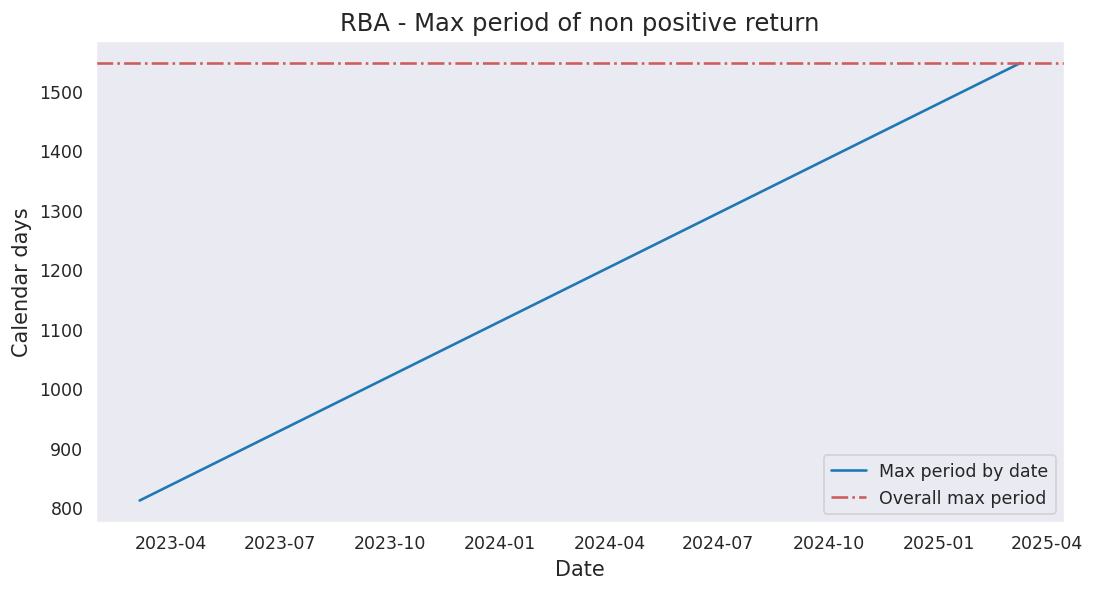 RBA - Max period of non positive return
Calendar days
1500
1400
1300
1200
1100
1000
900
800
Max period by date
Overall max period
2023-04 2023-07 2023-10 2024-01 2024-04 2024-07 2024-10 2025-01 2025-04
Date